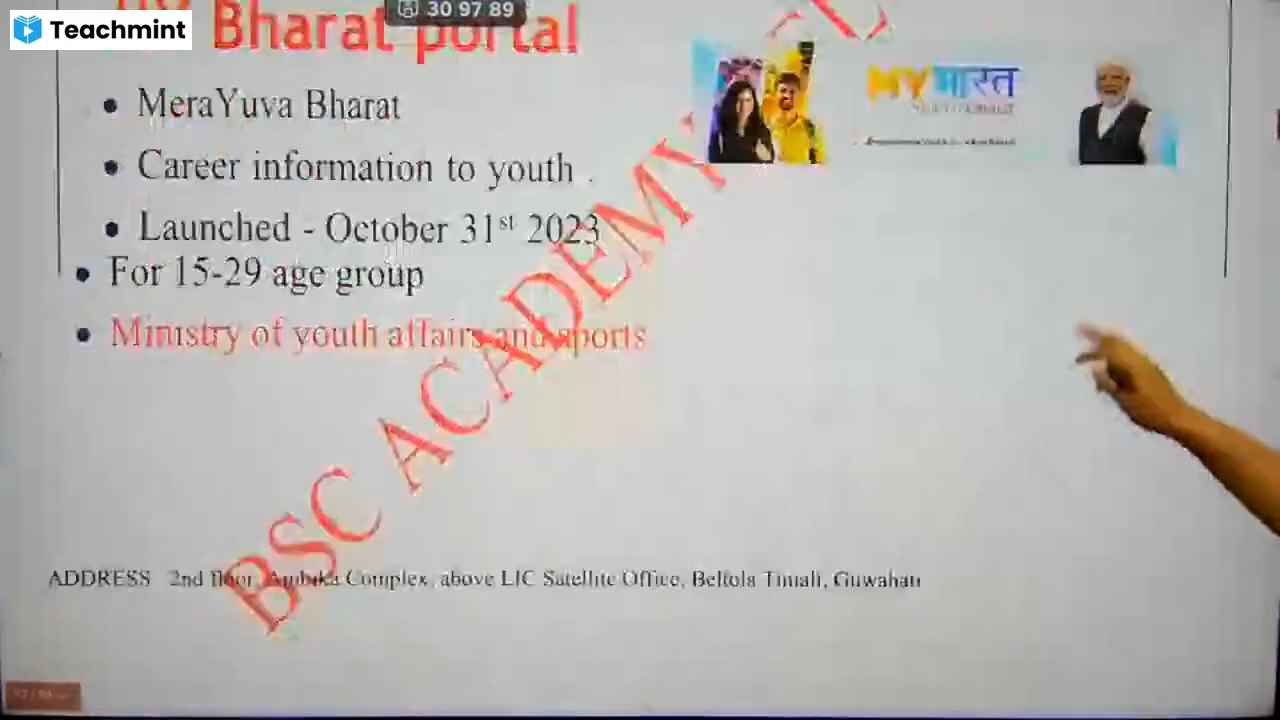 Teachmint
30 97 89
Bharat portal
• MeraYuva Bharat
• Career information to youth .
• Launched - October 31st 2023
• For 15-29 age group
• Ministry of youth affairs and sports
MY भारत
BSC ACADEMY
ADDRESS 2nd floor, Ambika Complex, above LIC Satellite Office, Beltola Tiniali, Guwahati